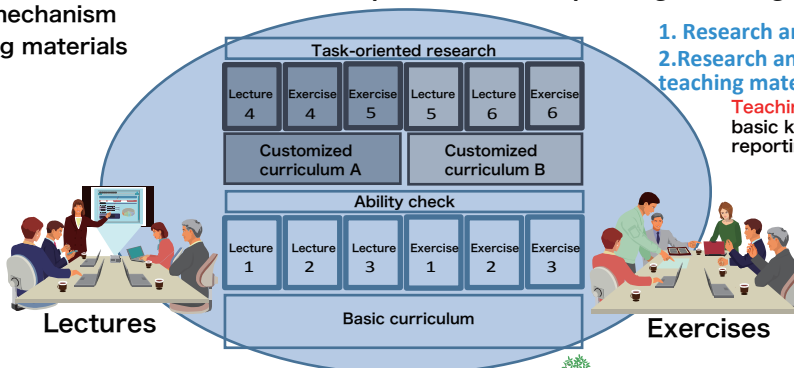 mechanism
g materials
1. Research an
2.Research an
teaching mate
Teachin
basic k
reporti
Task-oriented research
Lecture 4
Exercise 4
Exercise 5
Lecture 5
Lecture 6
Exercise 6
Customized
curriculum A
Customized
curriculum B
Ability check
Lecture 1
Lecture 2
Lecture 3
Exercise 1
Exercise 2
Exercise 3
Basic curriculum
Lectures
Exercises